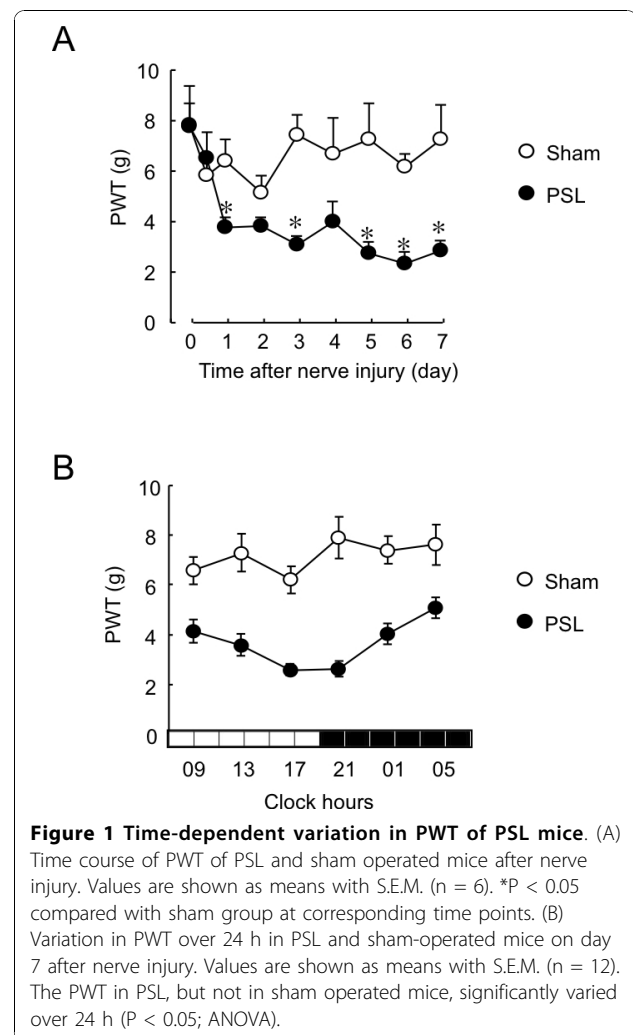 A
10
8
6
4
2
0
PWT (g)
Sham
PSL
* * * * *
0 1 2 3 4 5 6 7
Time after nerve injury (day)
B
10
8
6
4
2
0
PWT (g)
Sham
PSL
09 13 17 21 01 05
Clock hours
Figure 1 Time-dependent variation in PWT of PSL mice. (A)
Time course of PWT of PSL and sham operated mice after nerve
injury. Values are shown as means with S.E.M. (n = 6). *P < 0.05
compared with sham group at corresponding time points. (B)
Variation in PWT over 24 h in PSL and sham-operated mice on day
7 after nerve injury. Values are shown as means with S.E.M. (n = 12).
The PWT in PSL, but not in sham operated mice, significantly varied
over 24 h (P < 0.05; ANOVA).